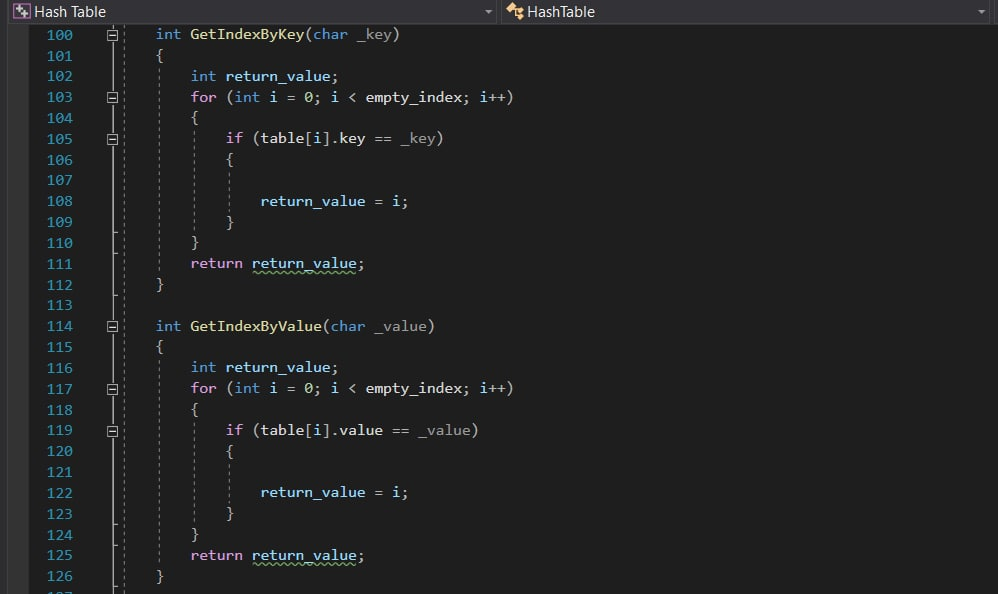 Hash Table HashTable
100 int GetIndexByKey(char _key)
101 {
102 int return_value;
103 for (int i = 0; i < empty_index; i++)
104 {
105 if (table[i].key == _key)
106 {
107
108 return_value = i;
109 }
110 }
111 return return_value;
112 }
113
114 int GetIndexByValue(char _value)
115 {
116 int return_value;
117 for (int i = 0; i < empty_index; i++)
118 {
119 if (table[i].value == _value)
120 {
121
122 return_value = i;
123 }
124 }
125 return return_value;
126 }